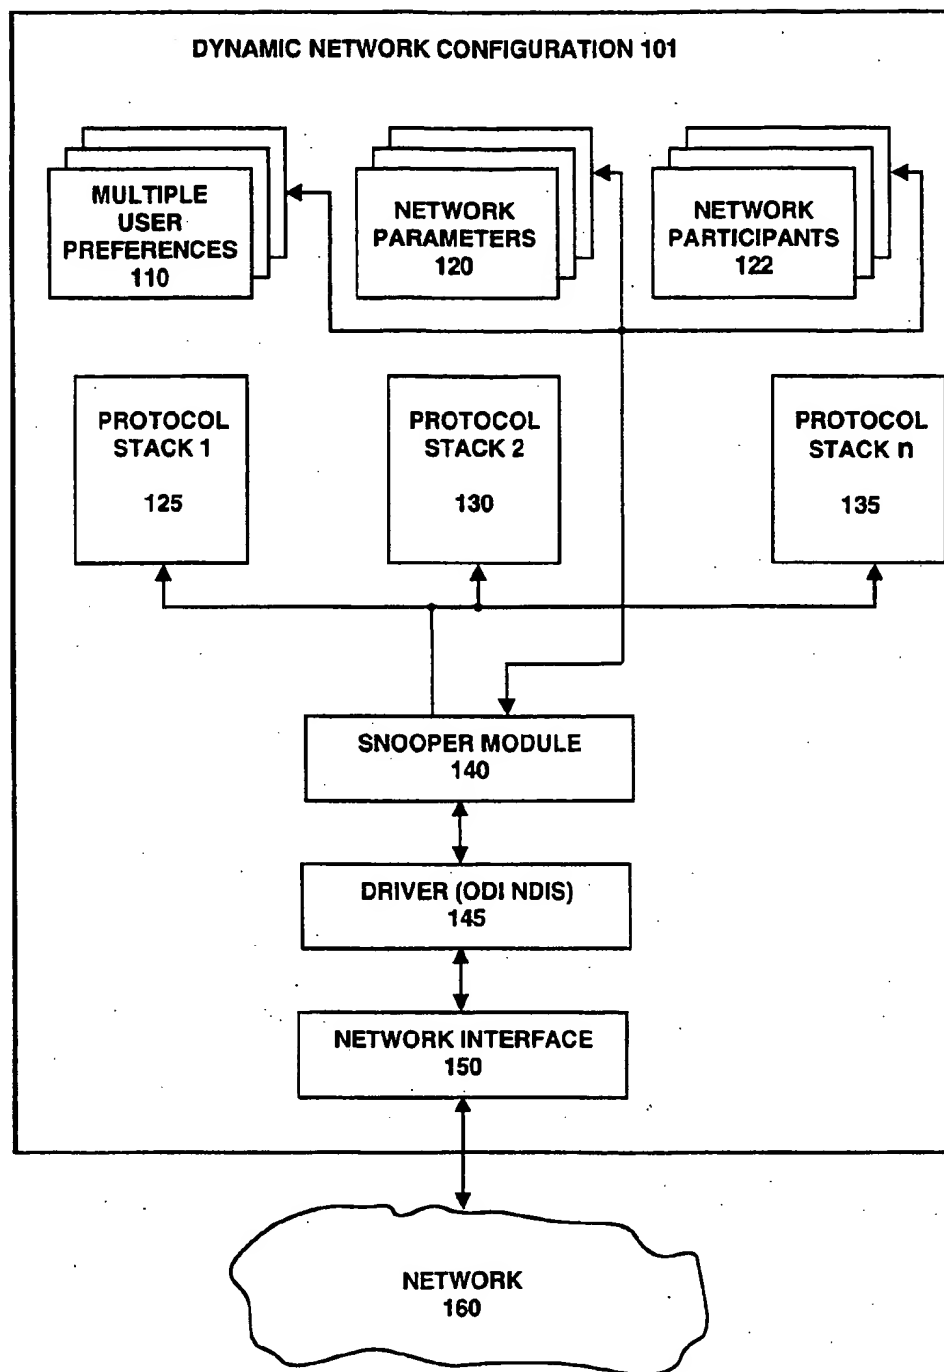 DYNAMIC NETWORK CONFIGURATION 101
MULTIPLE
USER
PREFERENCES
110
NETWORK
PARAMETERS
120
NETWORK
PARTICIPANTS
122
PROTOCOL
STACK 1
125
PROTOCOL
STACK 2
130
PROTOCOL
STACK n
135
SNOOPER MODULE
140
DRIVER (ODI NDIS)
145
NETWORK INTERFACE
150
NETWORK
160